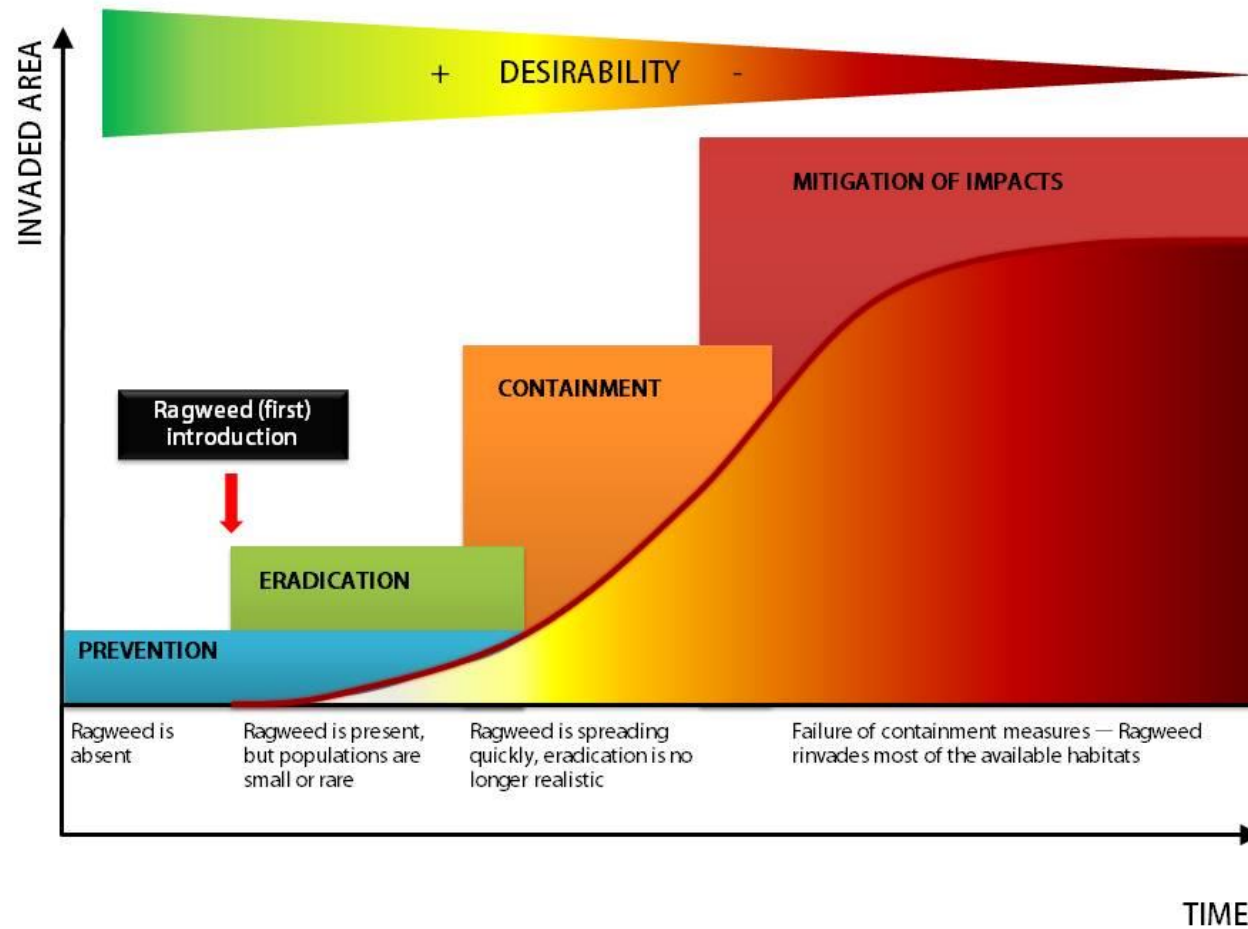 + DESIRABILITY -
INVADED AREA
MITIGATION OF IMPACTS
CONTAINMENT
Ragweed (first)
introduction
ERADICATION
PREVENTION
Ragweed is
absent
Ragweed is present,
but populations are
small or rare
Ragweed is spreading
quickly, eradication is no
longer realistic
Failure of containment measures — Ragweed
rinvades most of the available habitats
TIME